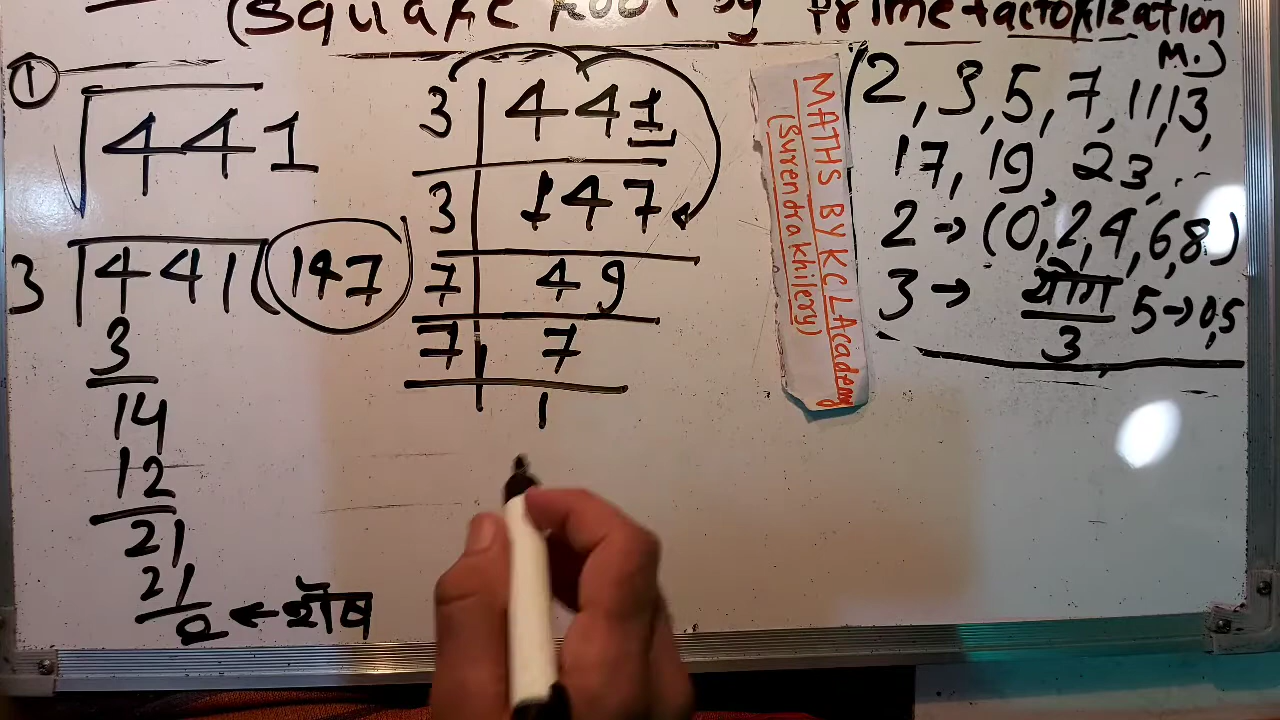 (Square Root by Prime Factorization M.)
① √441
3 | 441
3 | 147
7 | 49
7 | 7
1
3 ) 441 ( 147
3
14
12
21
21
0 ← शेष
MATHS BY KCL Academy
(Surendra Khilery)
2, 3, 5, 7, 11, 13,
17, 19, 23, ..
2 → (0, 2, 4, 6, 8)
3 → योग/3 5 → 0,5